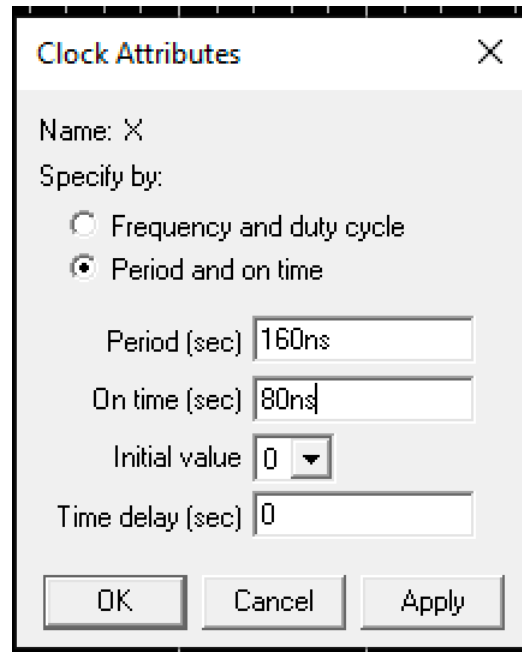 Clock Attributes
Name: X
Specify by:
Frequency and duty cycle
Period and on time
Period (sec) 160ns
On time (sec) 80ns
Initial value 0
Time delay (sec) 0
OK Cancel Apply